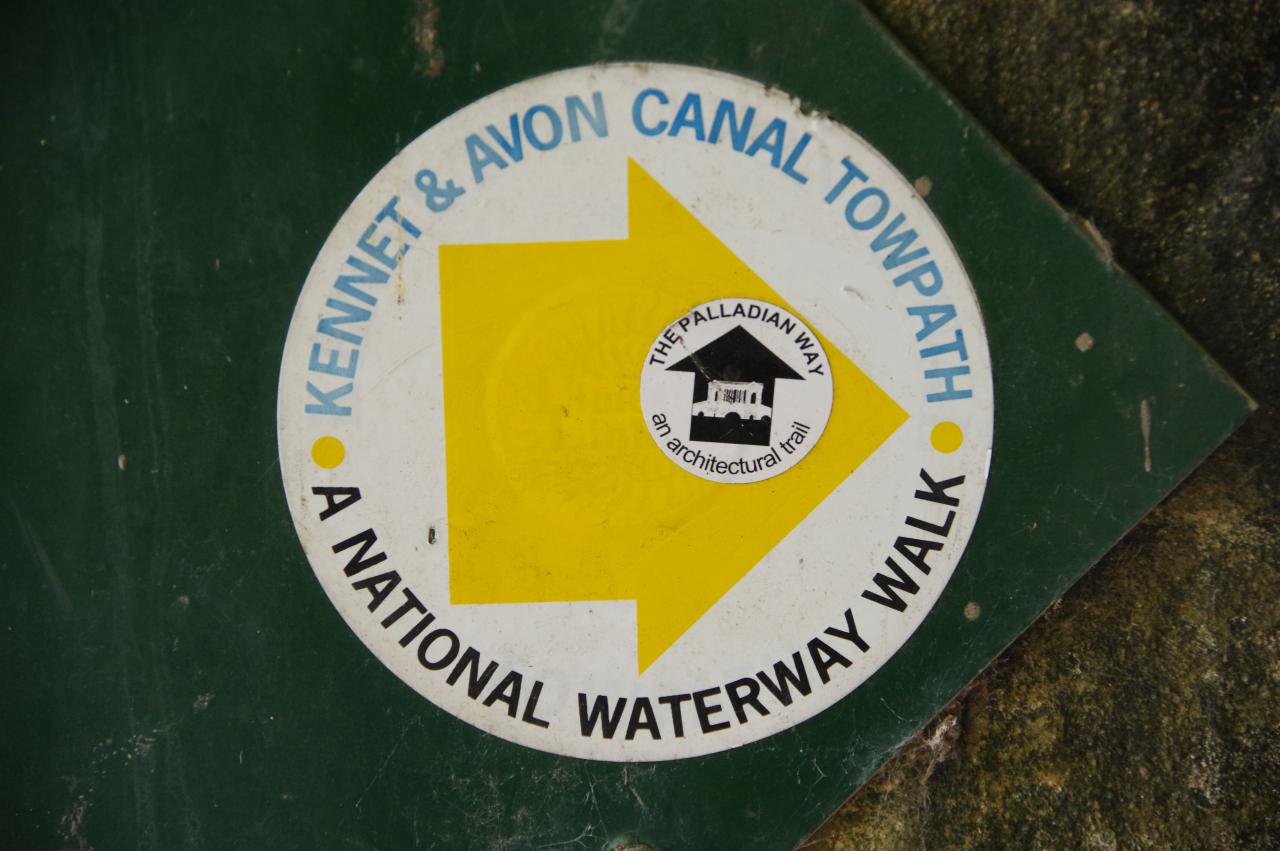 KENNET & AVON CANAL TOWPATH
THE PALLADIAN WAY
an architectural trail
A NATIONAL WATERWAY WALK